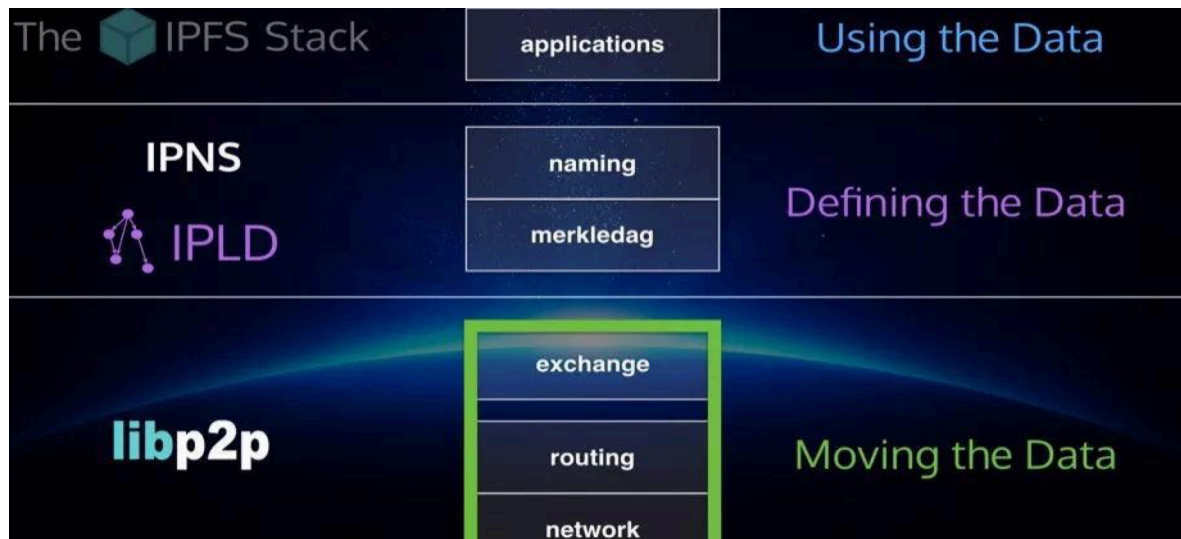 The IPFS Stack
applications
Using the Data
IPNS
naming
Defining the Data
IPLD
merkledag
exchange
libp2p
routing
Moving the Data
network